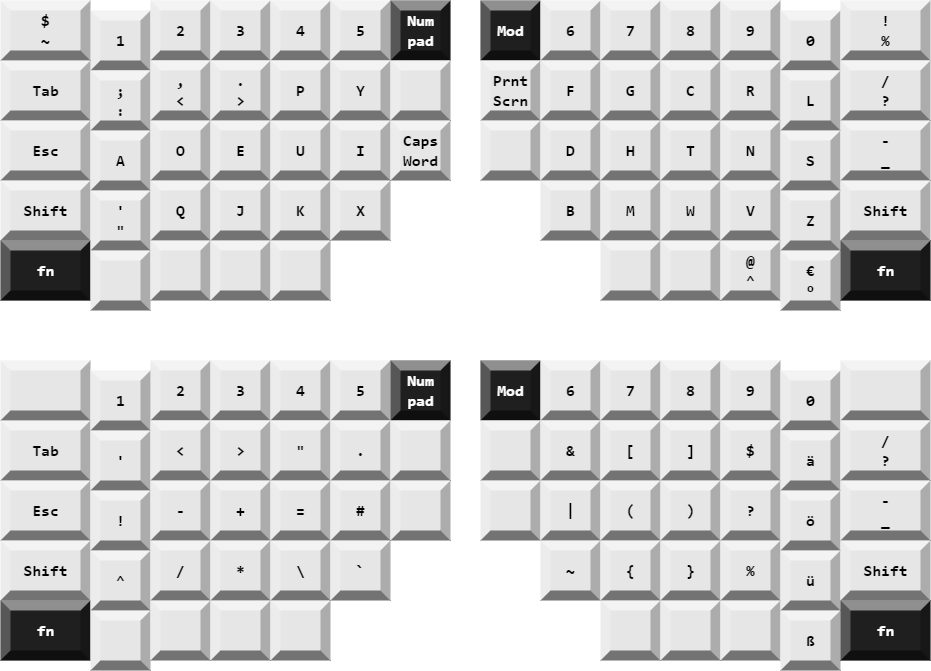 $ 1 2 3 4 5 Num Mod 6 7 8 9 0 !
~ pad %
Tab ; , . P Y Prnt F G C R L /
: < > Scrn ?
Esc A O E U I Caps D H T N S -
Word _
Shift ' Q J K X B M W V Z Shift
"
fn @ € fn
^ º
1 2 3 4 5 Num Mod 6 7 8 9 0
pad
Tab ' < > " . & [ ] $ ä /
?
Esc ! - + = # | ( ) ? ö -
_
Shift ^ / * \ ` ~ { } % ü Shift
fn ß fn